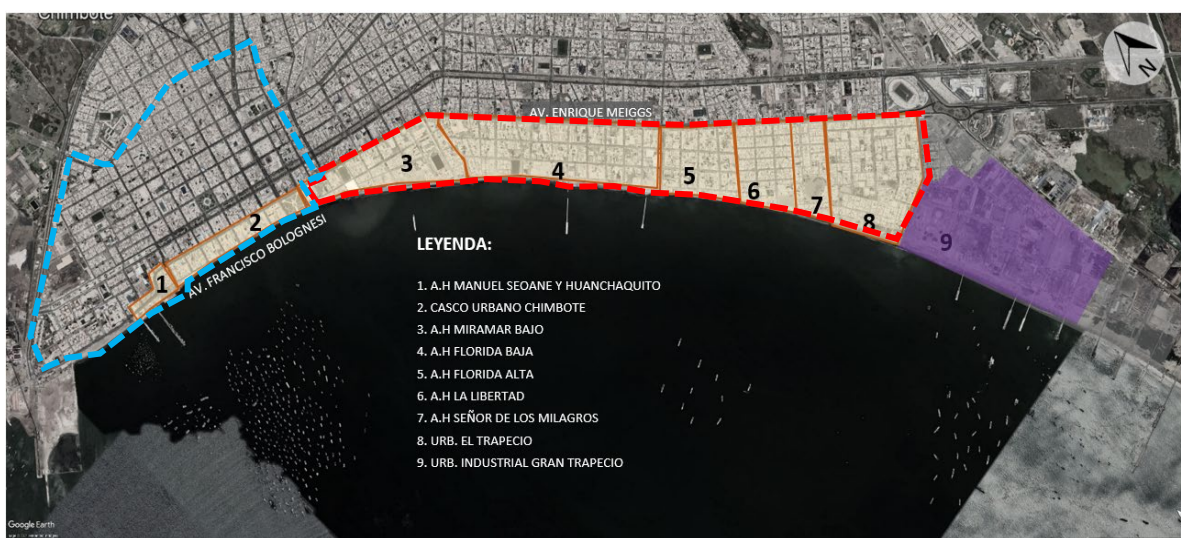 Chimbote
N
AV. ENRIQUE MEIGGS
3
4
5
6
7
8
9
2
1
AV. FRANCISCO BOLOGNESI
LEYENDA:
1. A.H MANUEL SEOANE Y HUANCHAQUITO
2. CASCO URBANO CHIMBOTE
3. A.H MIRAMAR BAJO
4. A.H FLORIDA BAJA
5. A.H FLORIDA ALTA
6. A.H LA LIBERTAD
7. A.H SEÑOR DE LOS MILAGROS
8. URB. EL TRAPECIO
9. URB. INDUSTRIAL GRAN TRAPECIO
Google Earth